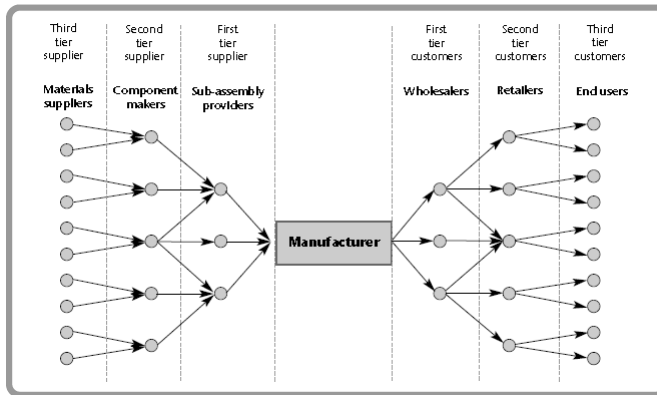 Third
tier
supplier
Second
tier
supplier
First
tier
supplier
First
tier
customers
Second
tier
customers
Third
tier
customers
Materials
suppliers
Component
makers
Sub-assembly
providers
Wholesalers
Retailers
End users
Manufacturer